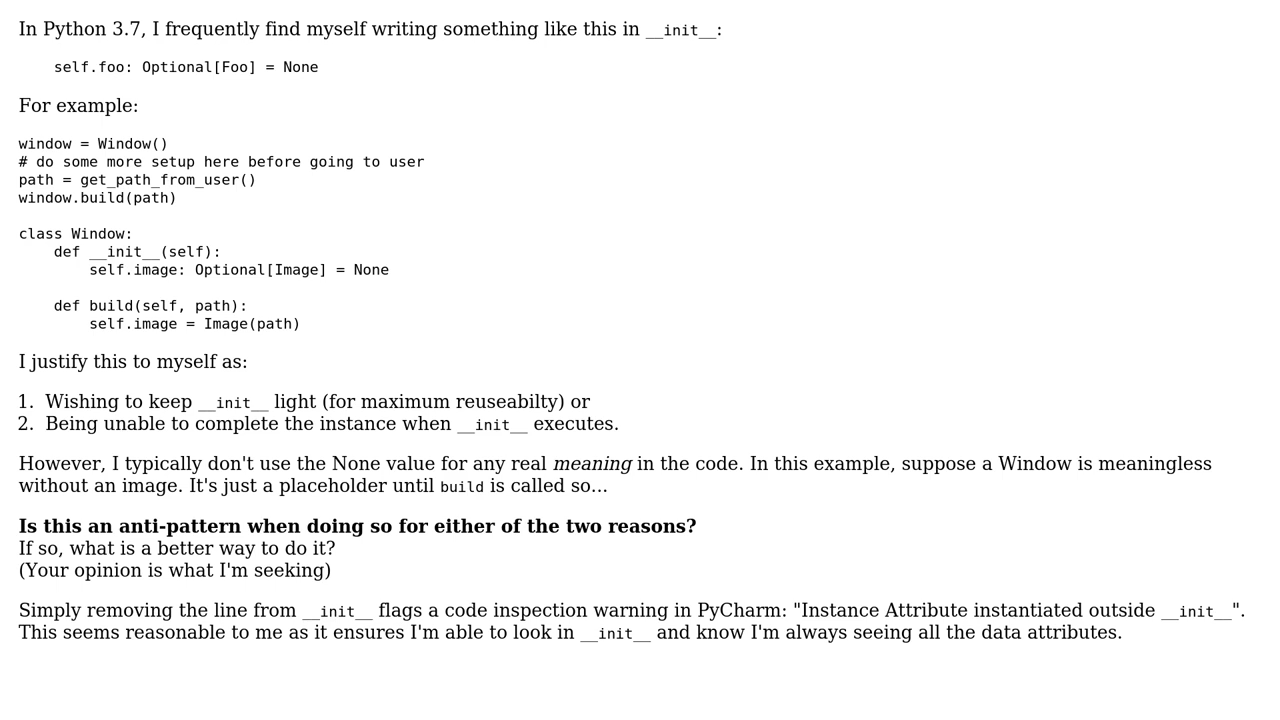 In Python 3.7, I frequently find myself writing something like this in __init__:
    self.foo: Optional[Foo] = None
For example:
window = Window()
# do some more setup here before going to user
path = get_path_from_user()
window.build(path)
class Window:
    def __init__(self):
        self.image: Optional[Image] = None
    def build(self, path):
        self.image = Image(path)
I justify this to myself as:
1. Wishing to keep __init__ light (for maximum reuseabilty) or
2. Being unable to complete the instance when __init__ executes.
However, I typically don't use the None value for any real meaning in the code. In this example, suppose a Window is meaningless
without an image. It's just a placeholder until build is called so...
Is this an anti-pattern when doing so for either of the two reasons?
If so, what is a better way to do it?
(Your opinion is what I'm seeking)
Simply removing the line from __init__ flags a code inspection warning in PyCharm: "Instance Attribute instantiated outside __init__".
This seems reasonable to me as it ensures I'm able to look in __init__ and know I'm always seeing all the data attributes.